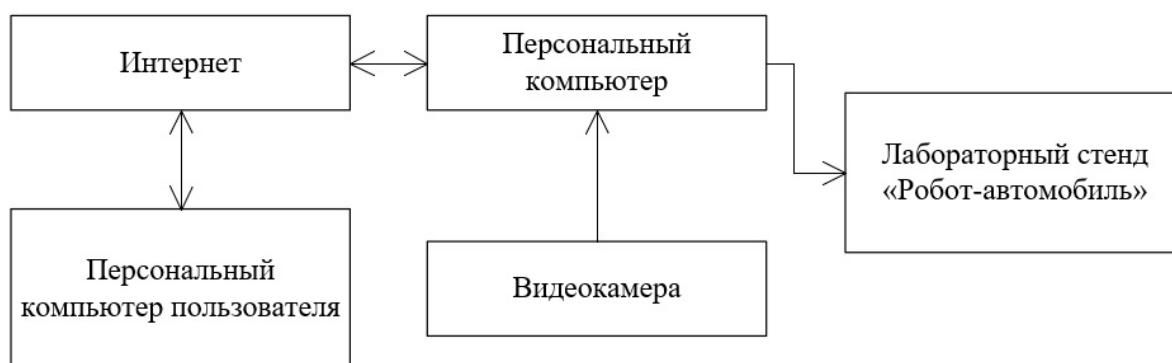 Интернет
Персональный
компьютер
Лабораторный стенд
«Робот-автомобиль»
Персональный
компьютер пользователя
Видеокамера